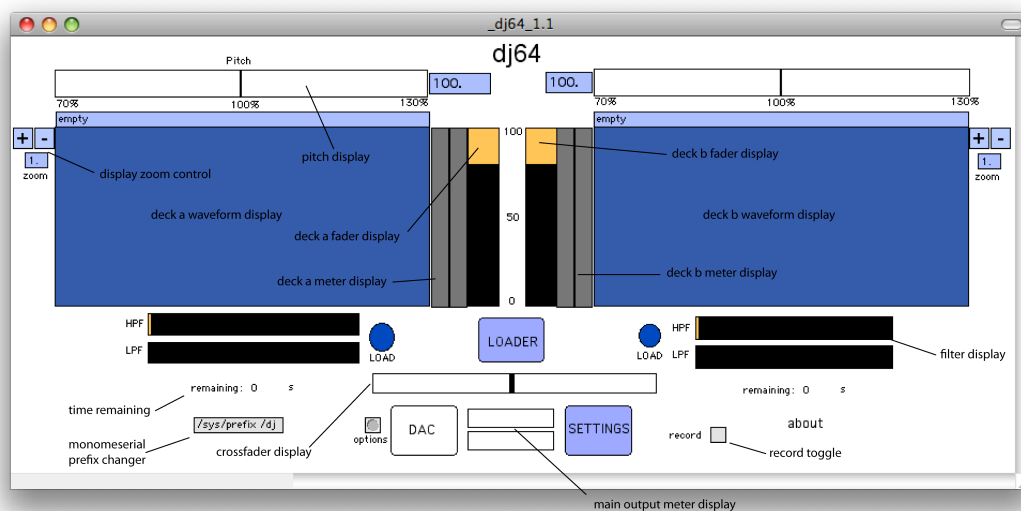 _dj64_1.1
dj64
Pitch
100.
100.
70%
100%
130%
70%
100%
130%
empty
empty
+ -
1.
zoom
100
50
0
+ -
1.
zoom
pitch display
display zoom control
deck a waveform display
deck a fader display
deck a meter display
deck b fader display
deck b waveform display
deck b meter display
HPF
LPF
LOAD
LOADER
LOAD
HPF
LPF
filter display
remaining: 0 s
remaining: 0 s
time remaining
/sys/prefix /dj
monomeserial
prefix changer
crossfader display
options
DAC
SETTINGS
record
about
record toggle
main output meter display